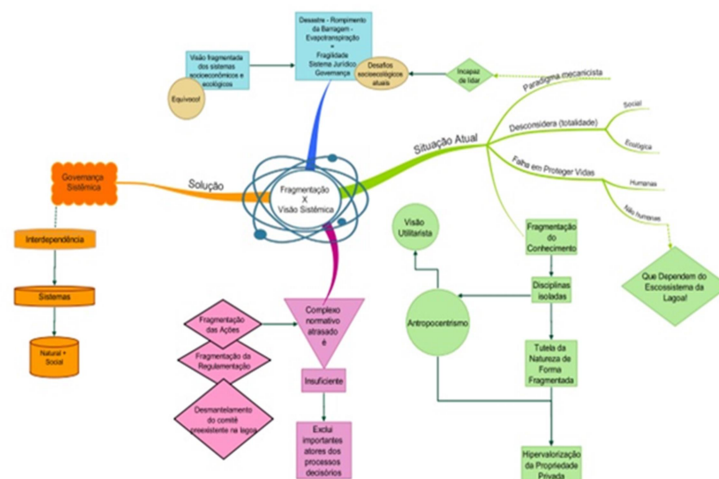 Desastre - Rompimento
da Barragem -
Evapotranspiração
=
Fragilidade
Sistema Jurídico
Governança
Visão fragmentada
dos sistemas
socioeconômicos e
ecológicos
Equívoco!
Desafios
socioecológicos
atuais
Incapaz
de lidar
Paradigma mecanicista
Situação Atual
Desconsidera (totalidade)
Social
Ecológica
Falha em Proteger Vidas
Humanas
Não humanas
Que Dependem do
Escossistema da
Lagoa!
Governança
Sistêmica
Solução
Fragmentação
X
Visão Sistêmica
Interdependência
Sistemas
Natural +
Social
Fragmentação
das Ações
Fragmentação da
Regulamentação
Desmantelamento
do comitê
preexistente na lagoa
Complexo
normativo
atrasado
é
Insuficiente
Exclui
importantes
atores dos
processos
decisórios
Visão
Utilitarista
Antropocentrismo
Fragmentação
do
Conhecimento
Disciplinas
isoladas
Tutela da
Natureza de
Forma
Fragmentada
Hipervalorização
da Propriedade
Privada